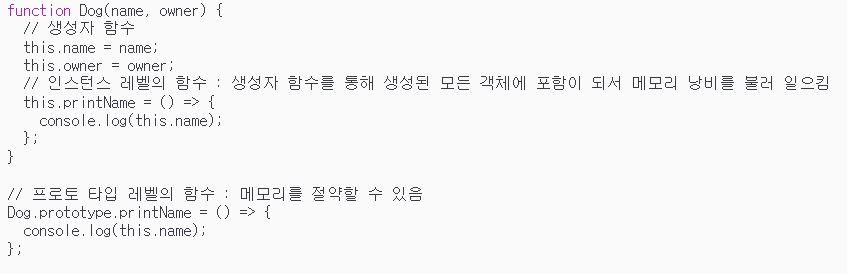 function Dog(name, owner) {
  // 생성자 함수
  this.name = name;
  this.owner = owner;
  // 인스턴스 레벨의 함수 : 생성자 함수를 통해 생성된 모든 객체에 포함이 되서 메모리 낭비를 불러 일으킴
  this.printName = () => {
    console.log(this.name);
  };
}

// 프로토 타입 레벨의 함수 : 메모리를 절약할 수 있음
Dog.prototype.printName = () => {
  console.log(this.name);
};